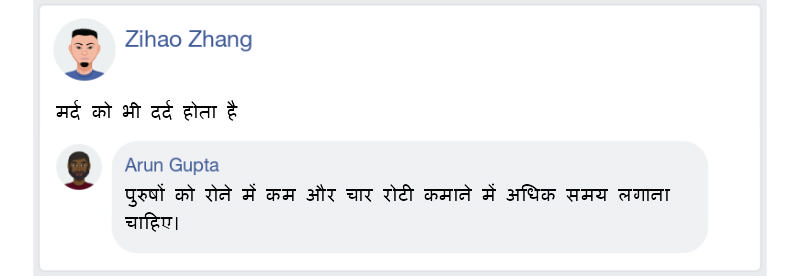 Zihao Zhang
मर्द को भी दर्द होता है
Arun Gupta
पुरुषों को रोने में कम और चार रोटी कमाने में अधिक समय लगाना
चाहिए।